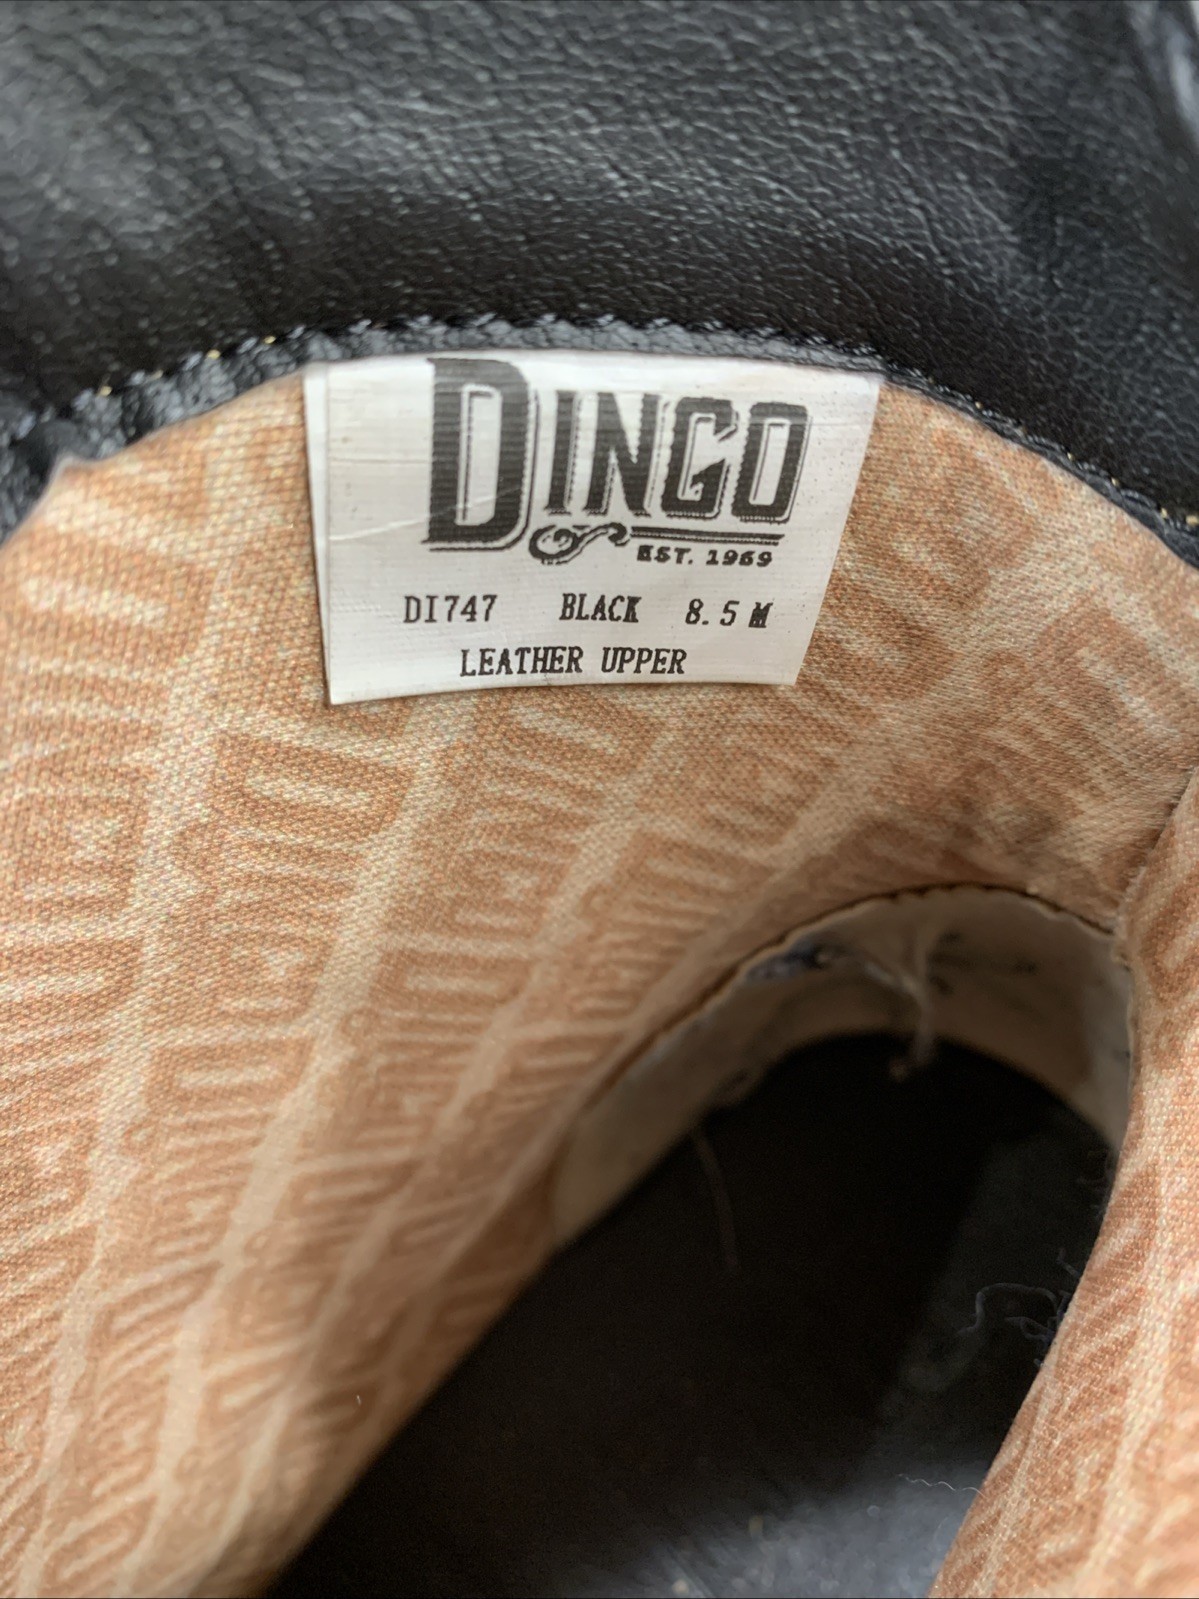 DINGO
EST. 1969
DI747 BLACK 8.5 M
LEATHER UPPER